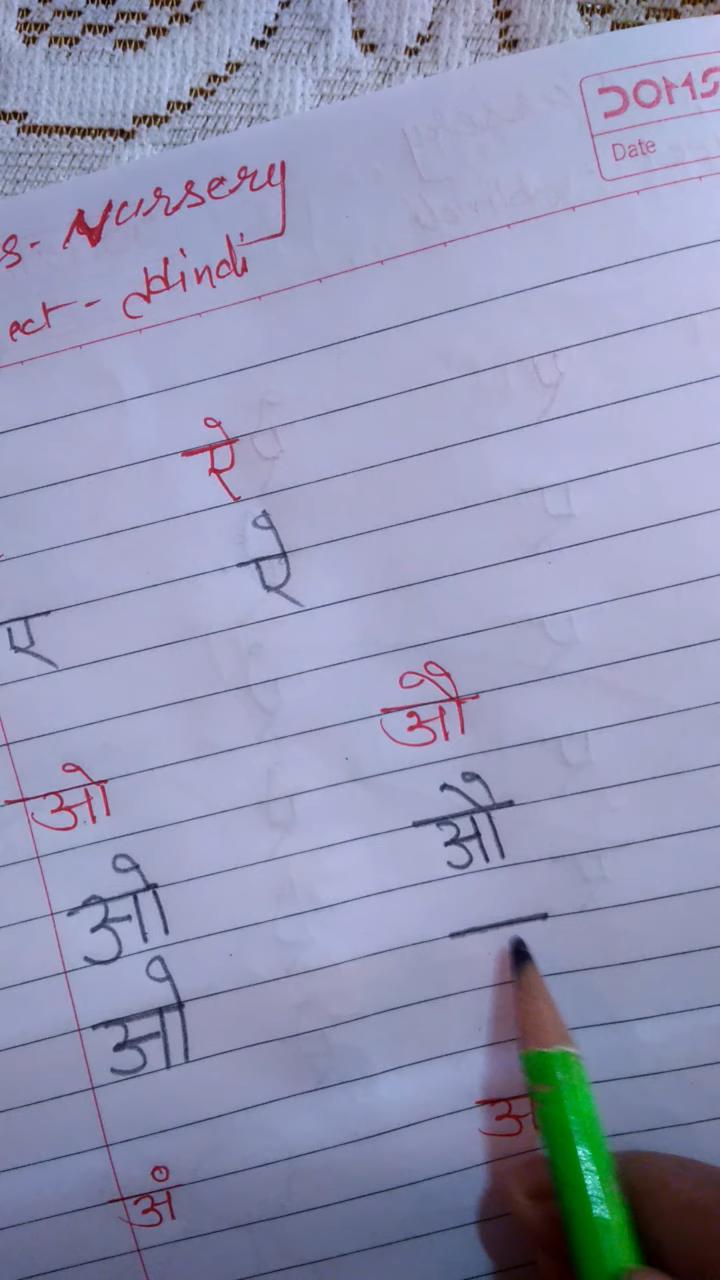 DOMS
Date
s- Nursery
ect - Hindi
ऐ
ऐ
ए
औ
ओ
औ
ओ
ओ
अ
अं